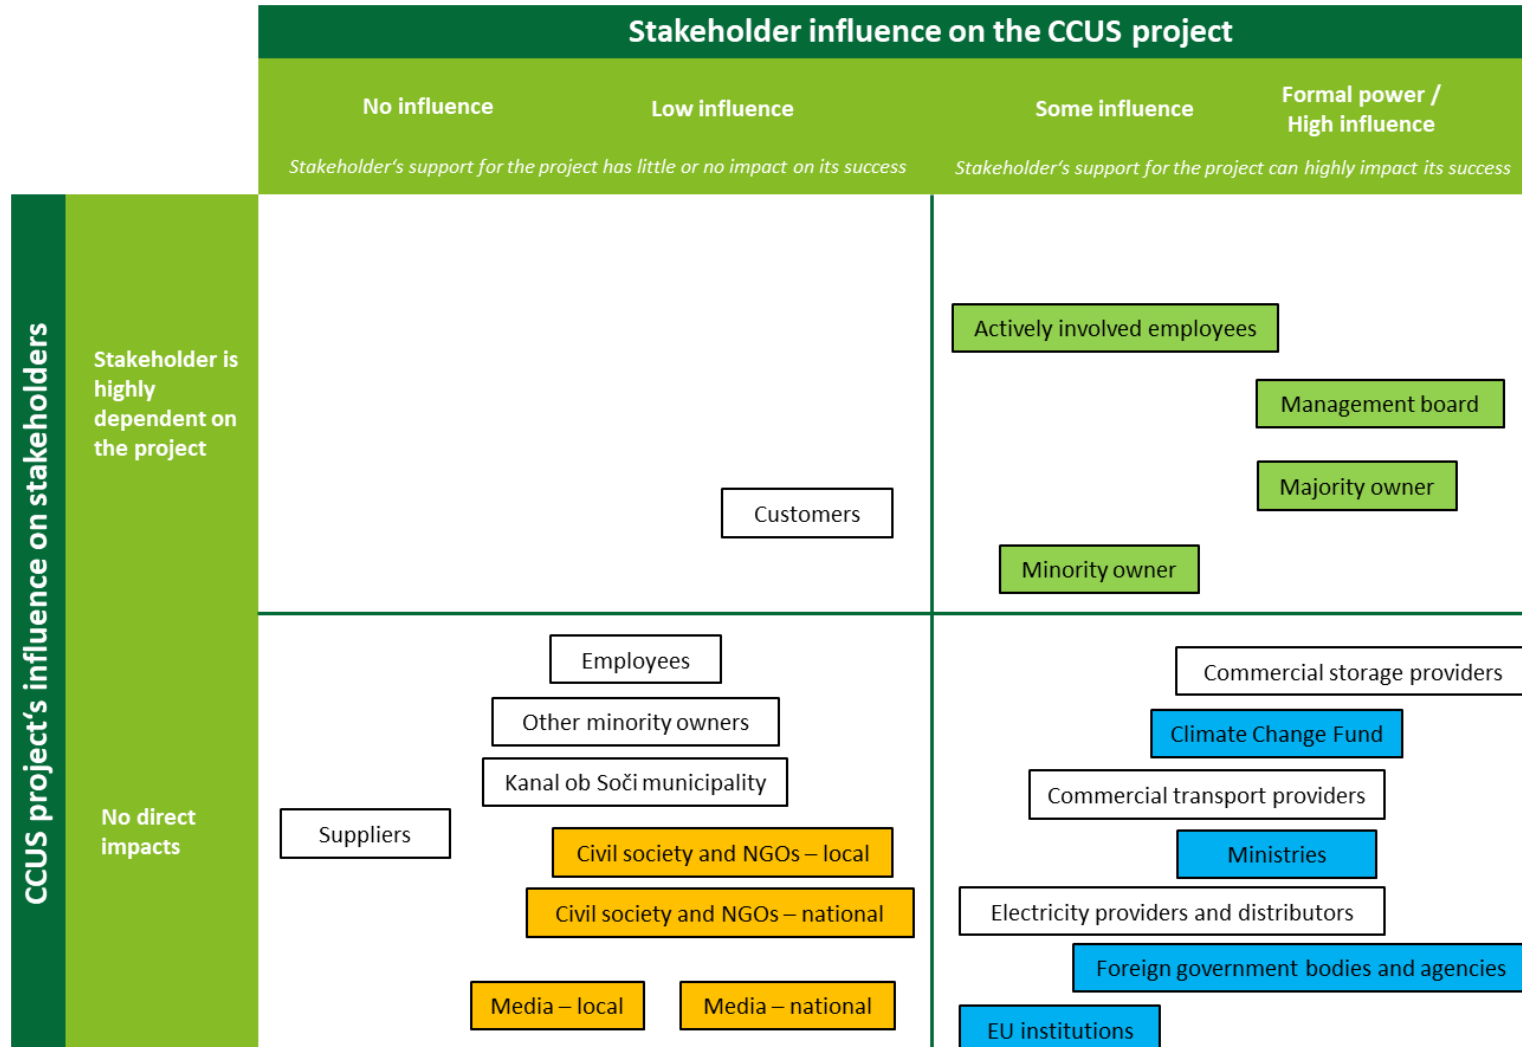 Stakeholder influence on the CCUS project
No influence
Low influence
Some influence
Formal power /
High influence
Stakeholder‘s support for the project has little or no impact on its success
Stakeholder‘s support for the project can highly impact its success
CCUS project‘s influence on stakeholders
Stakeholder is
highly
dependent on
the project
Actively involved employees
Management board
Majority owner
Customers
Minority owner
No direct
impacts
Employees
Other minority owners
Kanal ob Soči municipality
Suppliers
Civil society and NGOs – local
Civil society and NGOs – national
Media – local
Media – national
Commercial storage providers
Climate Change Fund
Commercial transport providers
Ministries
Electricity providers and distributors
Foreign government bodies and agencies
EU institutions